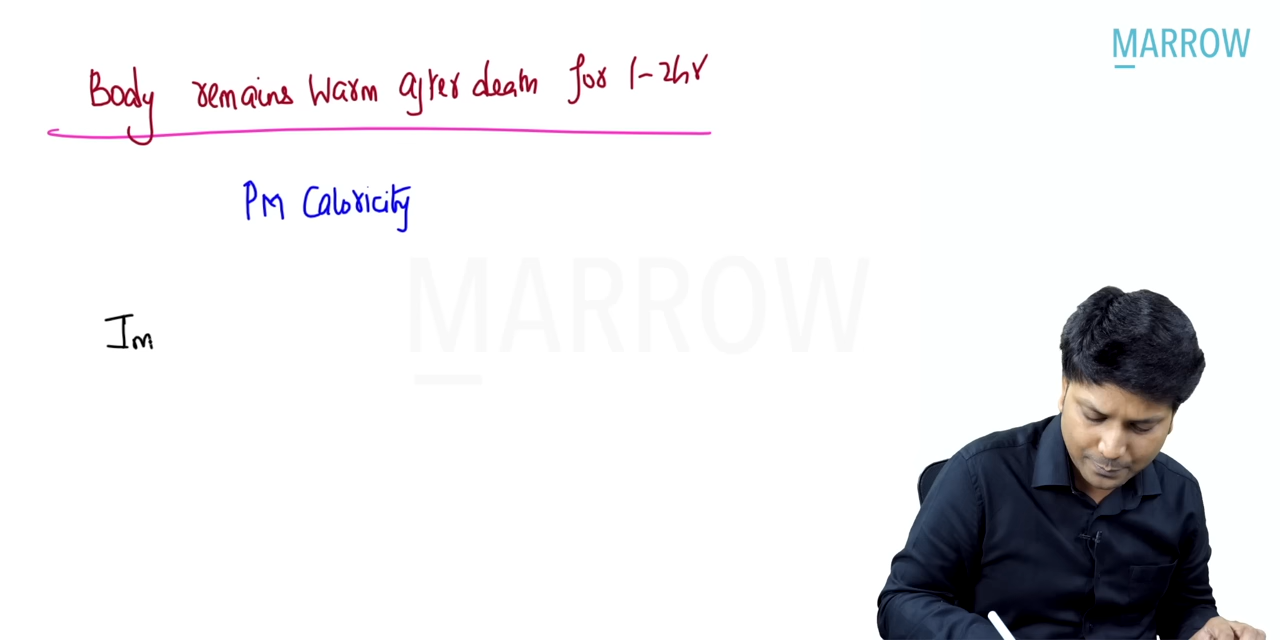 MARROW
Body remains warm after death for 1-2hr
PM Caloricity
MARROW
Im